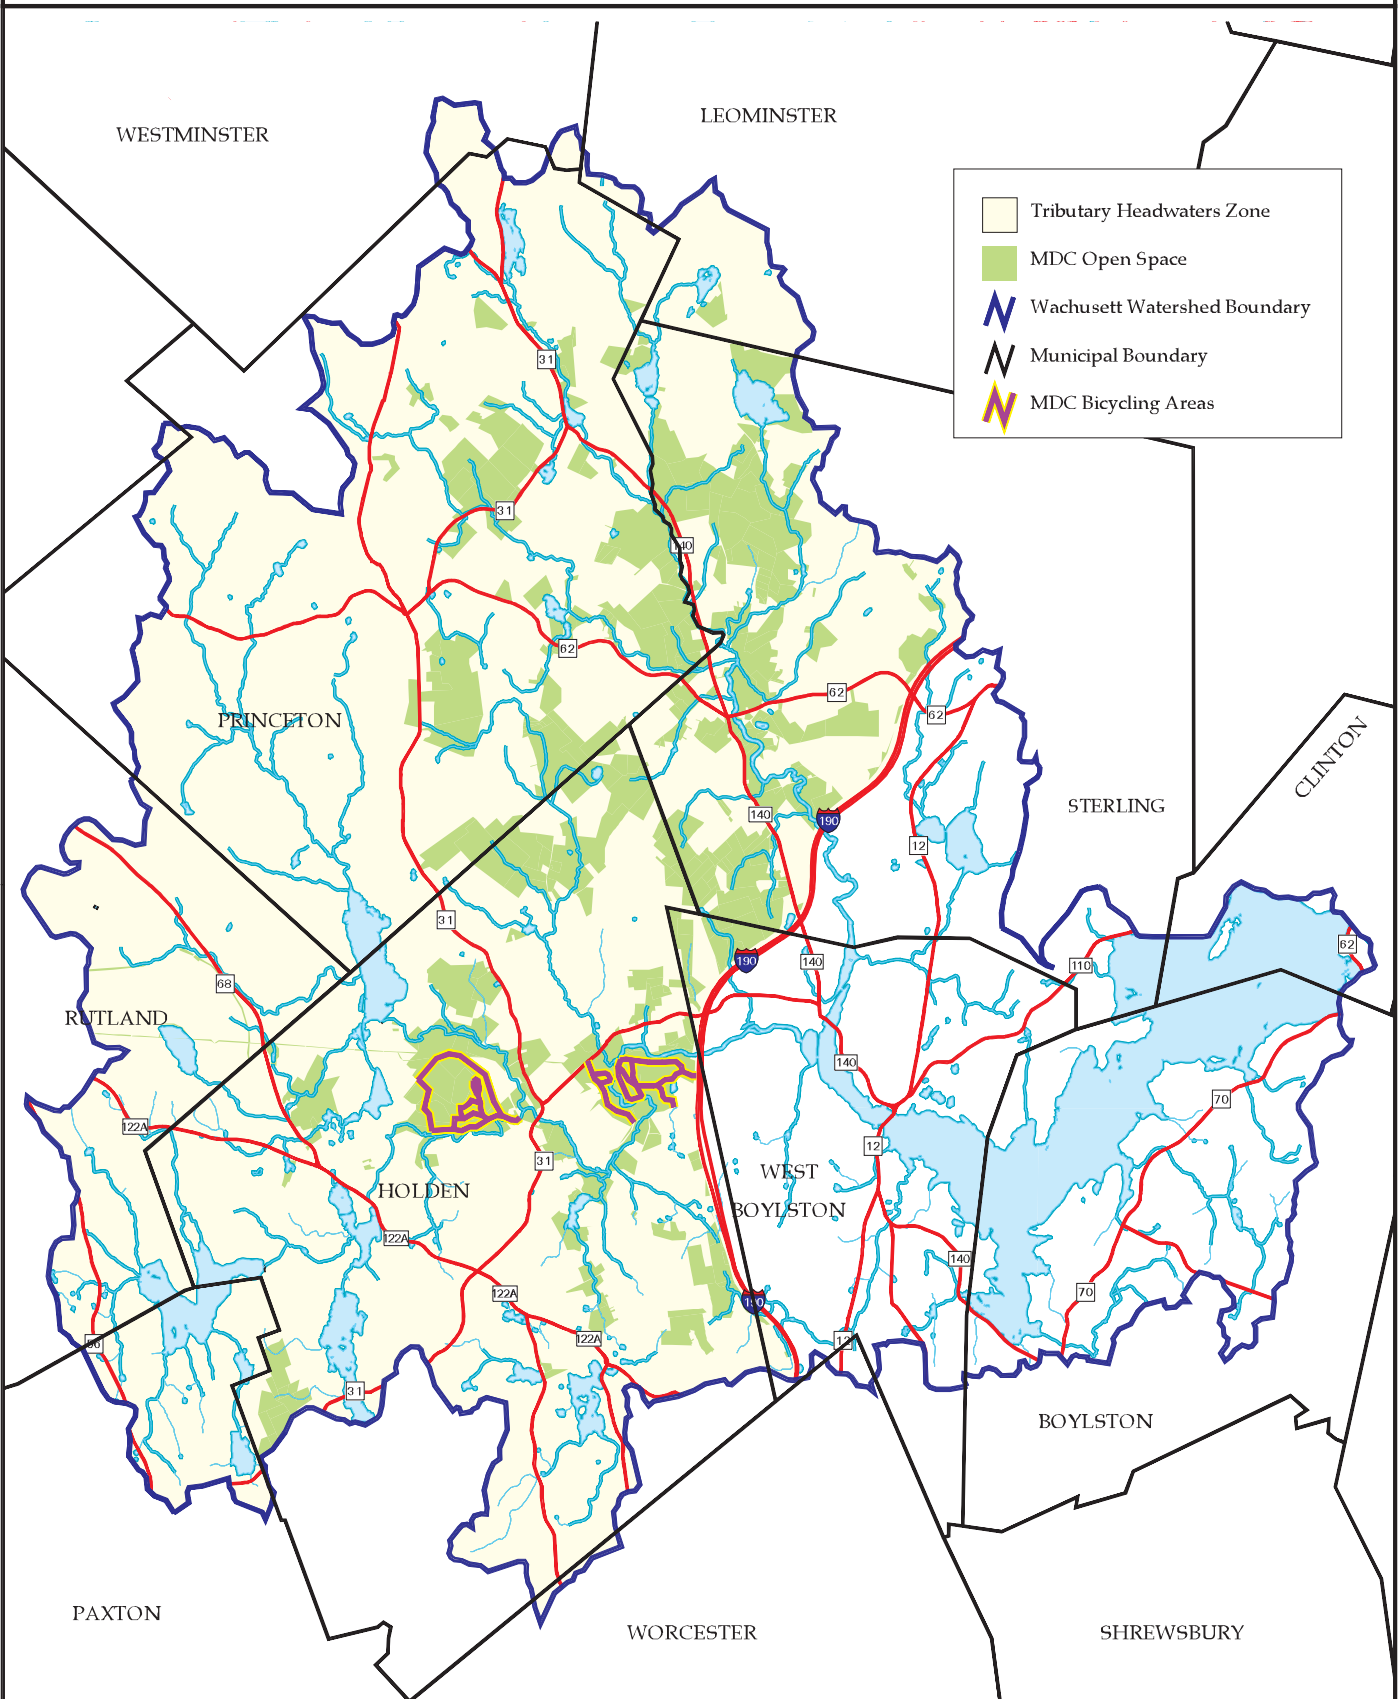 WESTMINSTER
LEOMINSTER
Tributary Headwaters Zone
MDC Open Space
Wachusett Watershed Boundary
Municipal Boundary
MDC Bicycling Areas
31
31
140
62
62
62
PRINCETON
CLINTON
STERLING
140
190
12
31
62
190
140
110
68
RUTLAND
140
70
122A
12
31
WEST
HOLDEN
BOYLSTON
122A
140
122A
70
190
122A
12
56
31
BOYLSTON
PAXTON
WORCESTER
SHREWSBURY